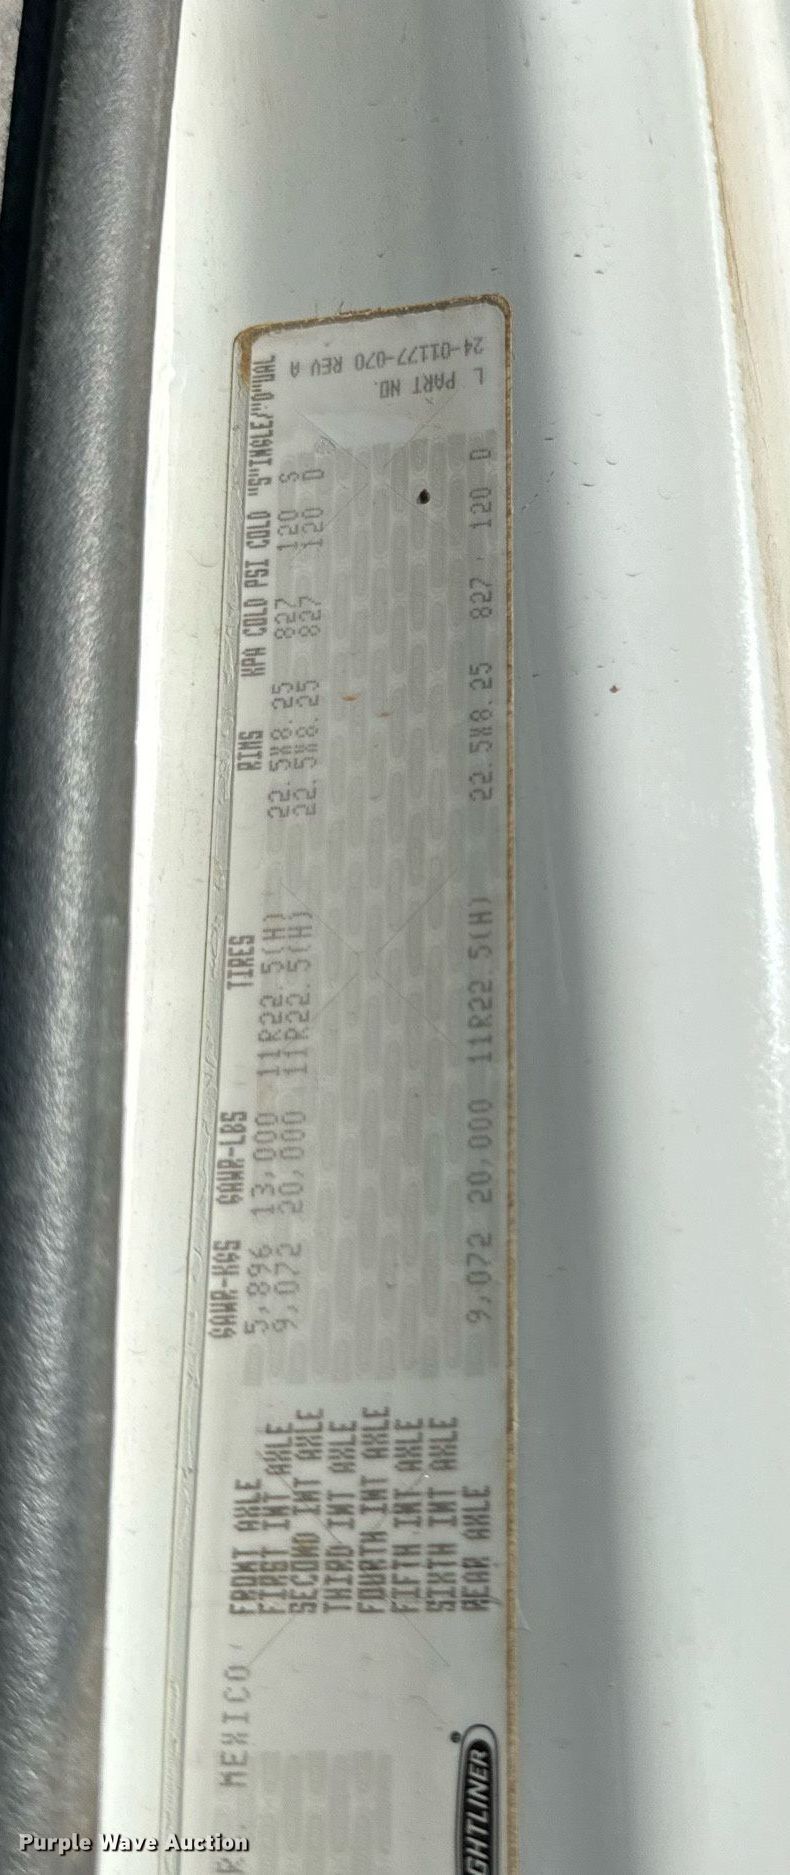 GAWR-KGS GAWR-LBS TIRES RIMS KPA COLD PSI COLD "S"INGLE/"D"UAL
MEXICO FRONT AXLE 5,896 13,000 11R22.5(H) 22.5X8.25 827 120 S
FIRST INT AXLE 9,072 20,000 11R22.5(H) 22.5X8.25 827 120 D
SECOND INT AXLE
THIRD INT AXLE
FOURTH INT AXLE
FIFTH INT AXLE
SIXTH INT AXLE
REAR AXLE 9,072 20,000 11R22.5(H) 22.5X8.25 827 120 D
L PART NO.
24-01177-070 REV A
GHTLINER
Purple Wave Auction